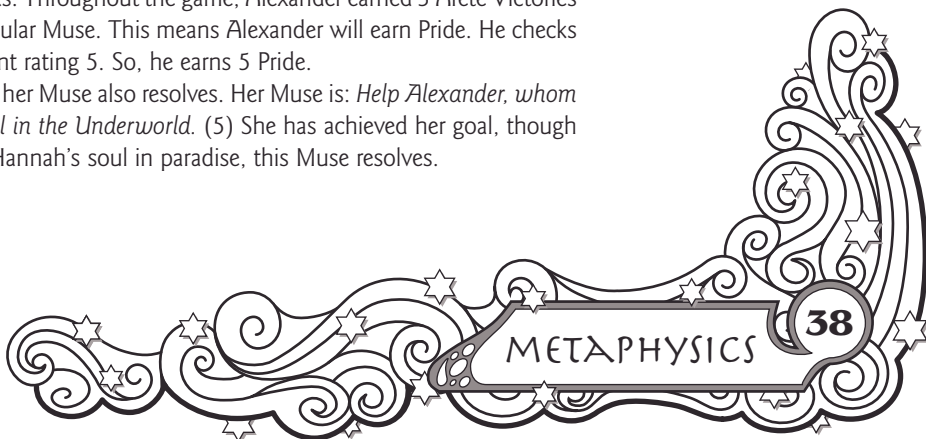 ts. Throughout the game, Alexander earned 5 Arete Victories
ular Muse. This means Alexander will earn Pride. He checks
nt rating 5. So, he earns 5 Pride.
her Muse also resolves. Her Muse is: Help Alexander, whom
l in the Underworld. (5) She has achieved her goal, though
Hannah's soul in paradise, this Muse resolves.
METAPHYSICS
38